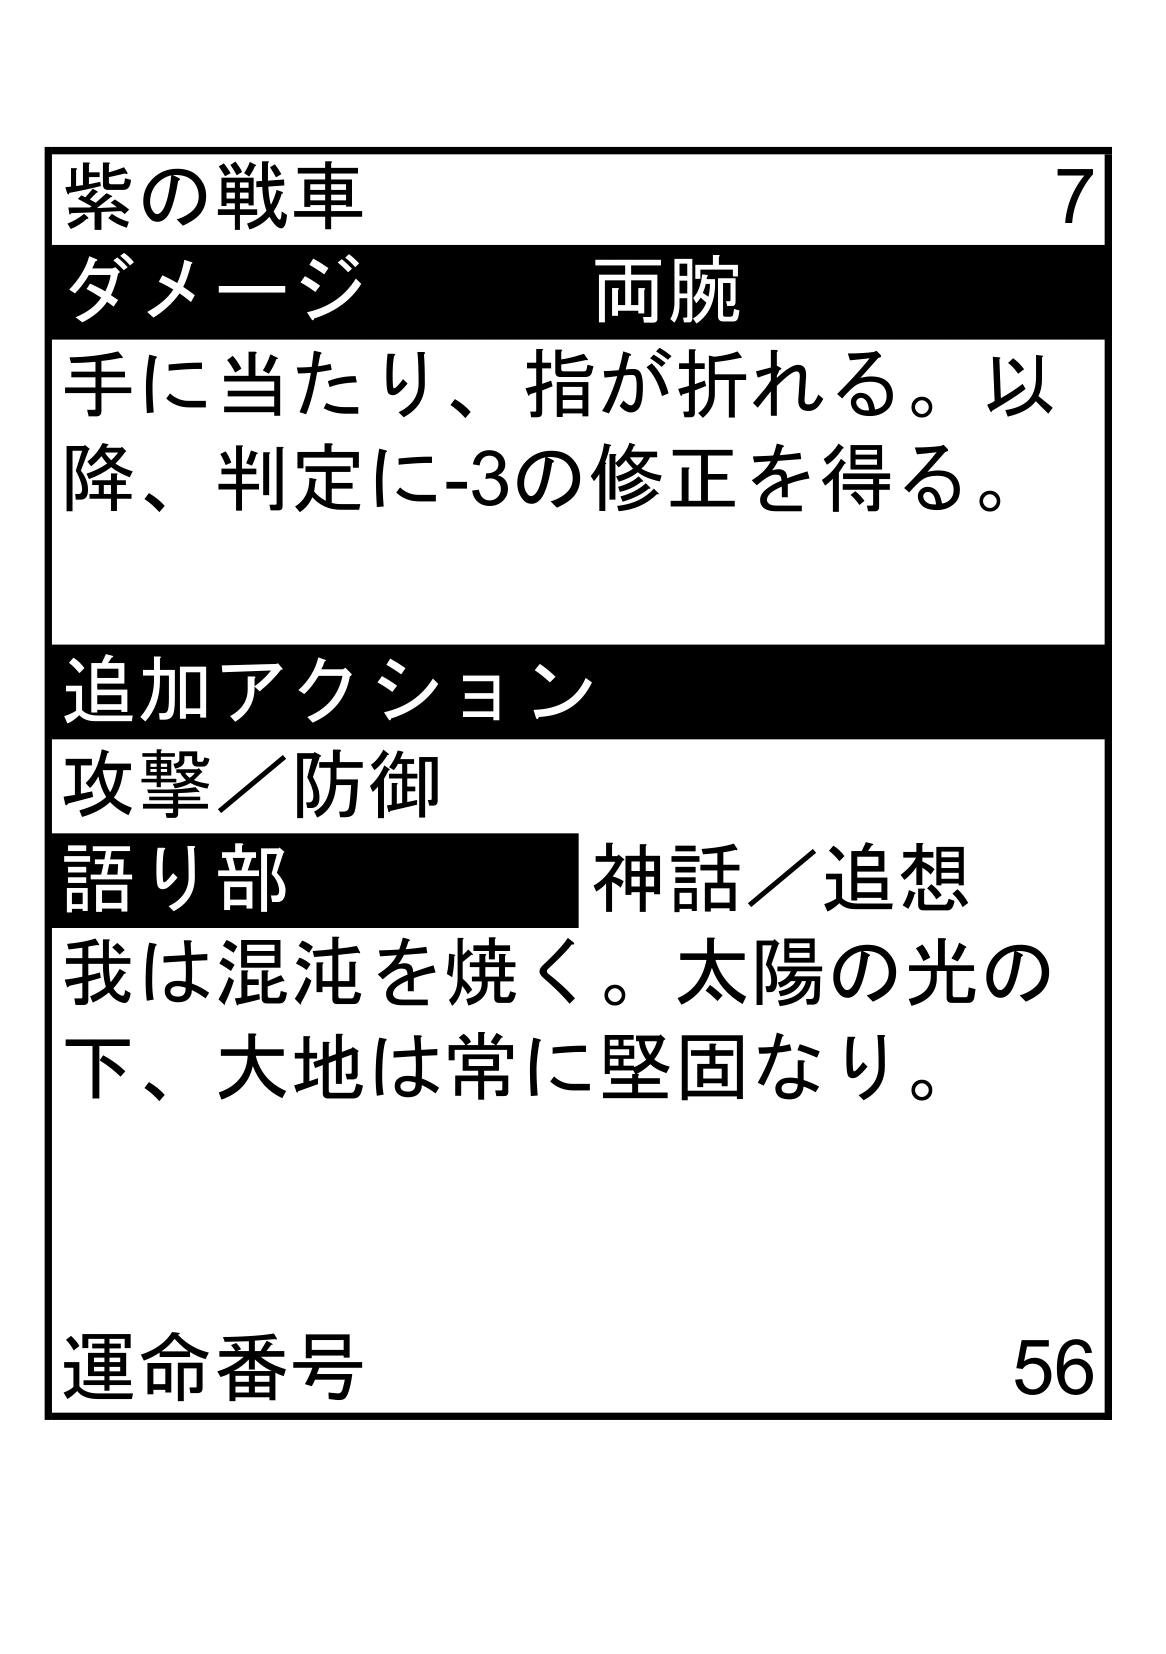 紫の戦車 7
ダメージ 両腕
手に当たり、指が折れる。以
降、判定に-3の修正を得る。
追加アクション
攻撃／防御
語り部 神話／追想
我は混沌を焼く。太陽の光の
下、大地は常に堅固なり。
運命番号 56